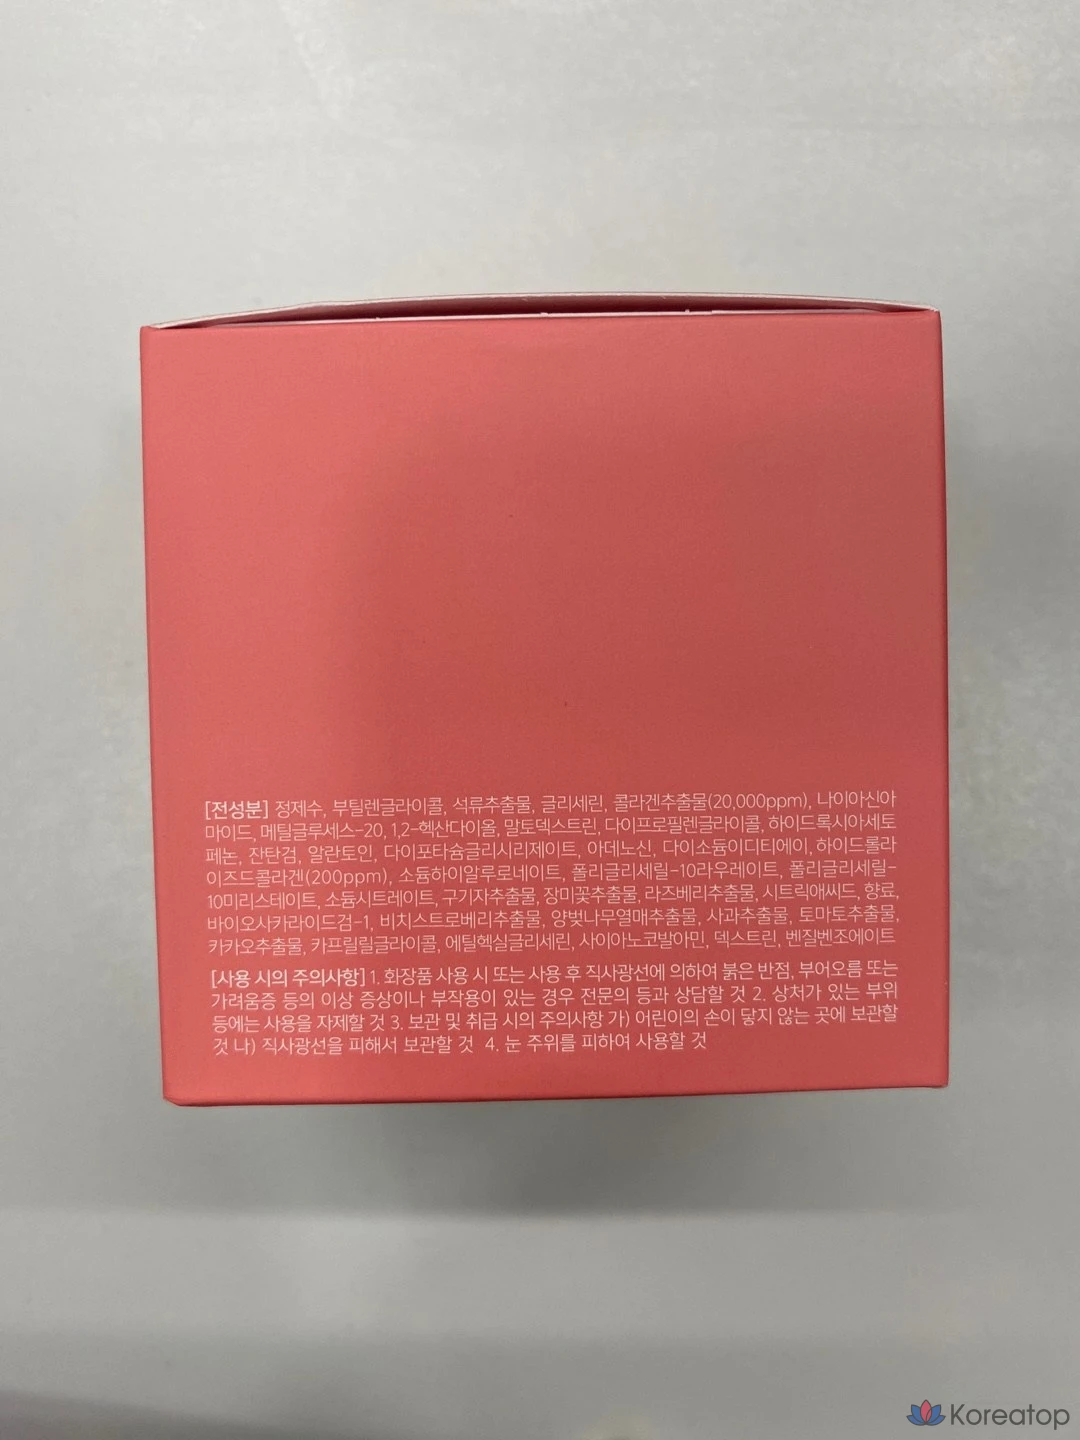 [전성분] 정제수, 부틸렌글라이콜, 석류추출물, 글리세린, 콜라겐추출물(20,000ppm), 나이아신아
마이드, 메틸글루세스-20, 1,2-헥산다이올, 말토덱스트린, 다이프로필렌글라이콜, 하이드록시아세토
페논, 잔탄검, 알란토인, 다이포타슘글리시리제이트, 아데노신, 다이소듐이디티에이, 하이드롤라
이즈드콜라겐(200ppm), 소듐하이알루로네이트, 폴리글리세릴-10라우레이트, 폴리글리세릴-
10미리스테이트, 소듐시트레이트, 구기자추출물, 장미꽃추출물, 라즈베리추출물, 시트릭애씨드, 향료,
바이오사카라이드검-1, 비치스트로베리추출물, 양벚나무열매추출물, 사과추출물, 토마토추출물,
카카오추출물, 카프릴릴글라이콜, 에틸헥실글리세린, 사이아노코발아민, 덱스트린, 벤질벤조에이트
[사용 시의 주의사항] 1. 화장품 사용 시 또는 사용 후 직사광선에 의하여 붉은 반점, 부어오름 또는
가려움증 등의 이상 증상이나 부작용이 있는 경우 전문의 등과 상담할 것 2. 상처가 있는 부위
등에는 사용을 자제할 것 3. 보관 및 취급 시의 주의사항 가) 어린이의 손이 닿지 않는 곳에 보관할
것 나) 직사광선을 피해서 보관할 것 4. 눈 주위를 피하여 사용할 것
Koreatop